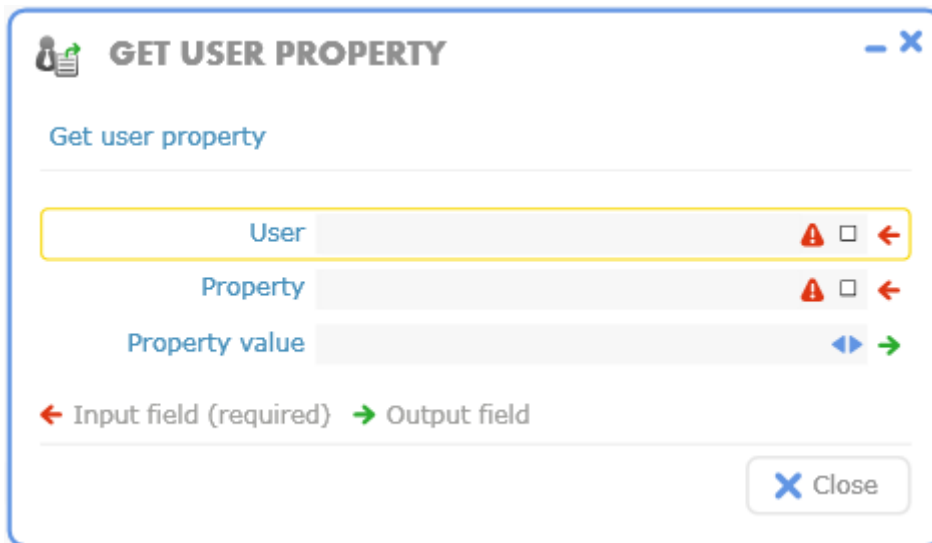 GET USER PROPERTY
Get user property
User
Property
Property value
Input field (required) Output field
Close